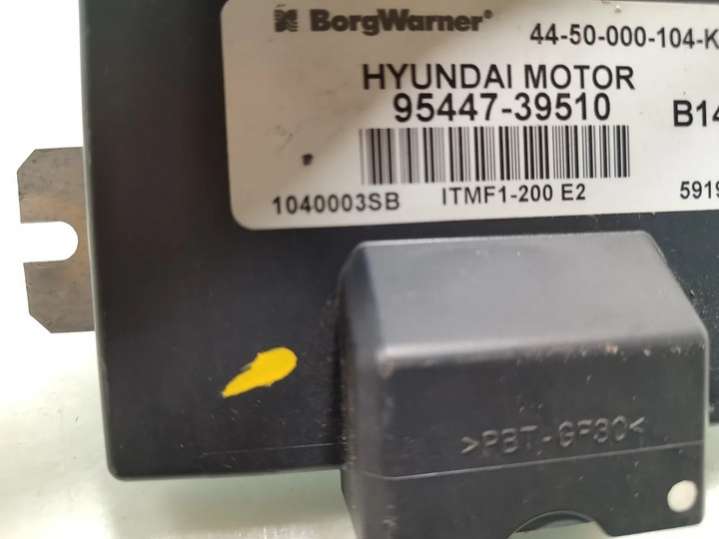 BorgWarner® 44-50-000-104-K
HYUNDAI MOTOR
95447-39510 B14
1040003SB ITMF1-200 E2 5919
>PBT-GF30<